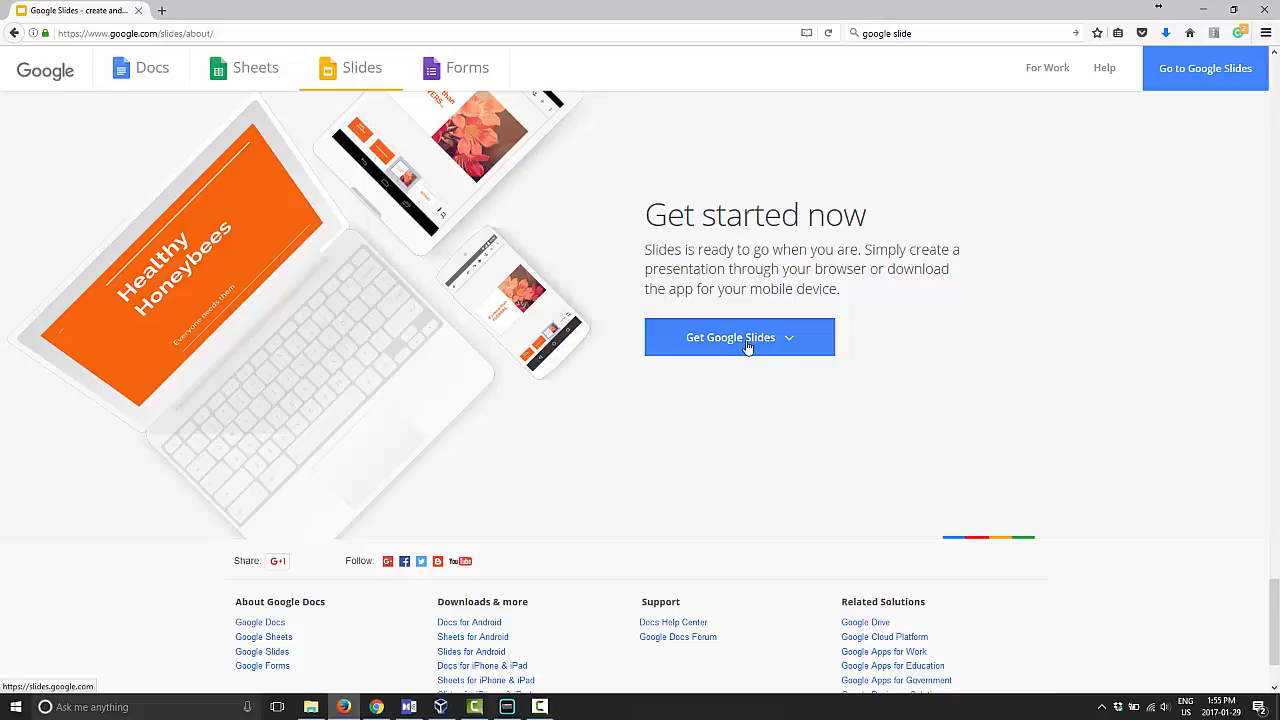 Google Slides - create and...
https://www.google.com/slides/about/
google slide
Google
Docs
Sheets
Slides
Forms
For Work
Help
Go to Google Slides
Healthy
Honeybees
Everyone needs them
Get started now
Slides is ready to go when you are. Simply create a
presentation through your browser or download
the app for your mobile device.
Get Google Slides
Share:
G+1
Follow:
YouTube
About Google Docs
Google Docs
Google Sheets
Google Slides
Google Forms
Downloads & more
Docs for Android
Sheets for Android
Slides for Android
Docs for iPhone & iPad
Sheets for iPhone & iPad
Support
Docs Help Center
Google Docs Forum
Related Solutions
Google Drive
Google Cloud Platform
Google Apps for Work
Google Apps for Education
Google Apps for Government
https://slides.google.com
Ask me anything
ENG
US
1:55 PM
2017-01-29